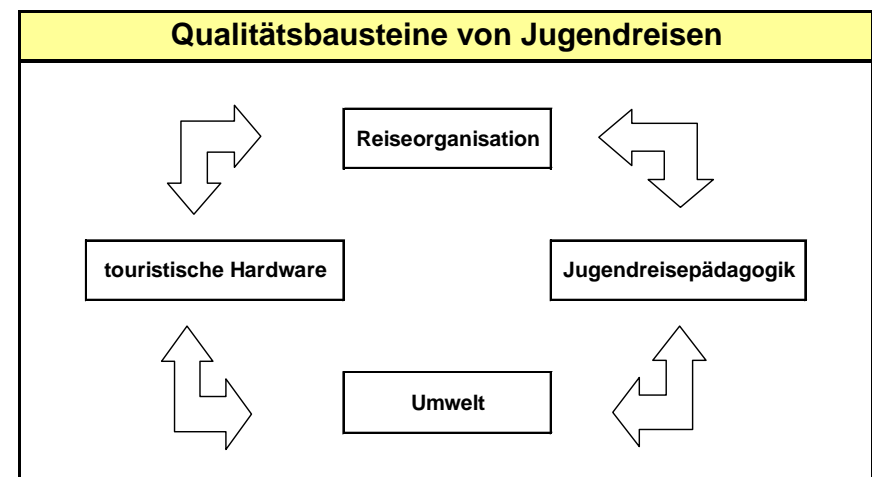 Qualitätsbausteine von Jugendreisen
Reiseorganisation
touristische Hardware
Jugendreisepädagogik
Umwelt